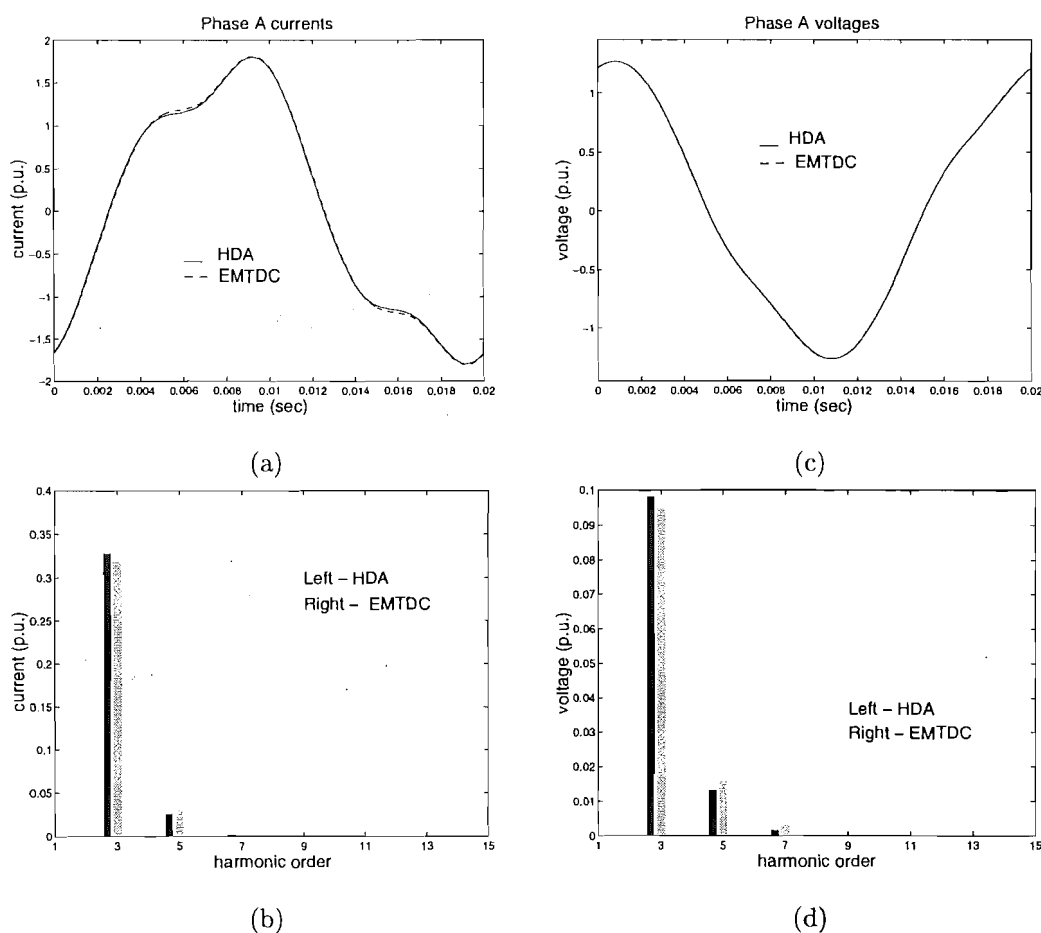 Phase A currents
2
1.5
1
0.5
0
−0.5
−1
−1.5
−2
current (p.u.)
HDA
EMTDC
0 0.002 0.004 0.006 0.008 0.01 0.012 0.014 0.016 0.018 0.02
time (sec)
(a)
Phase A voltages
1
0.5
0
−0.5
−1
voltage (p.u.)
HDA
EMTDC
0 0.002 0.004 0.006 0.008 0.01 0.012 0.014 0.016 0.018 0.02
time (sec)
(c)
0.4
0.35
0.3
0.25
0.2
0.15
0.1
0.05
0
current (p.u.)
Left – HDA
Right – EMTDC
1 3 5 7 9 11 13 15
harmonic order
(b)
0.1
0.09
0.08
0.07
0.06
0.05
0.04
0.03
0.02
0.01
0
voltage (p.u.)
Left – HDA
Right – EMTDC
1 3 5 7 9 11 13 15
harmonic order
(d)